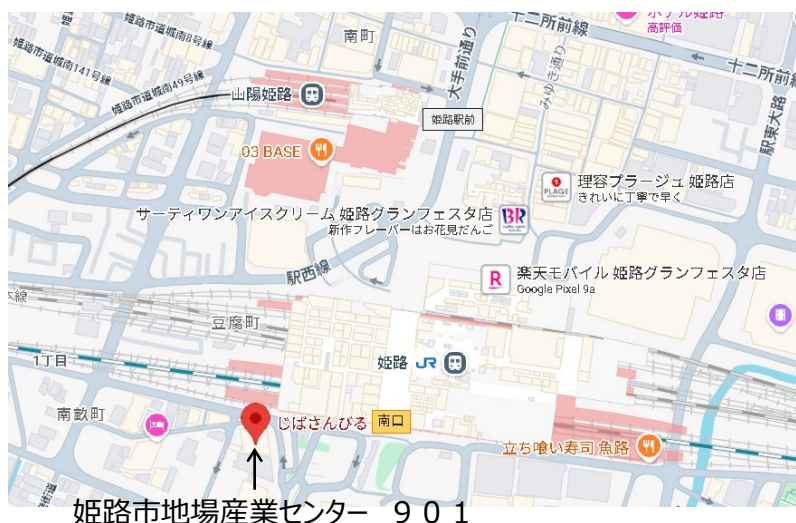 ホテル姫路
高評価
南町
十二所前線
姫路市道城南8号線
姫路市道城南141号線
姫路市道城南49号線
大手前通り
みゆき通り
十二所前線
駅東大路
山陽姫路
姫路駅前
03 BASE
PLAGE
理容プラージュ 姫路店
きれいに丁寧で早く
サーティワンアイスクリーム 姫路グランフェスタ店
新作フレーバーはお花見だんご
BR
駅西線
R
楽天モバイル 姫路グランフェスタ店
Google Pixel 9a
本線
豆腐町
1丁目
姫路 JR
南畝町
じばさんびる
南口
立ち喰い寿司 魚路
姫路市地場産業センター ９０１